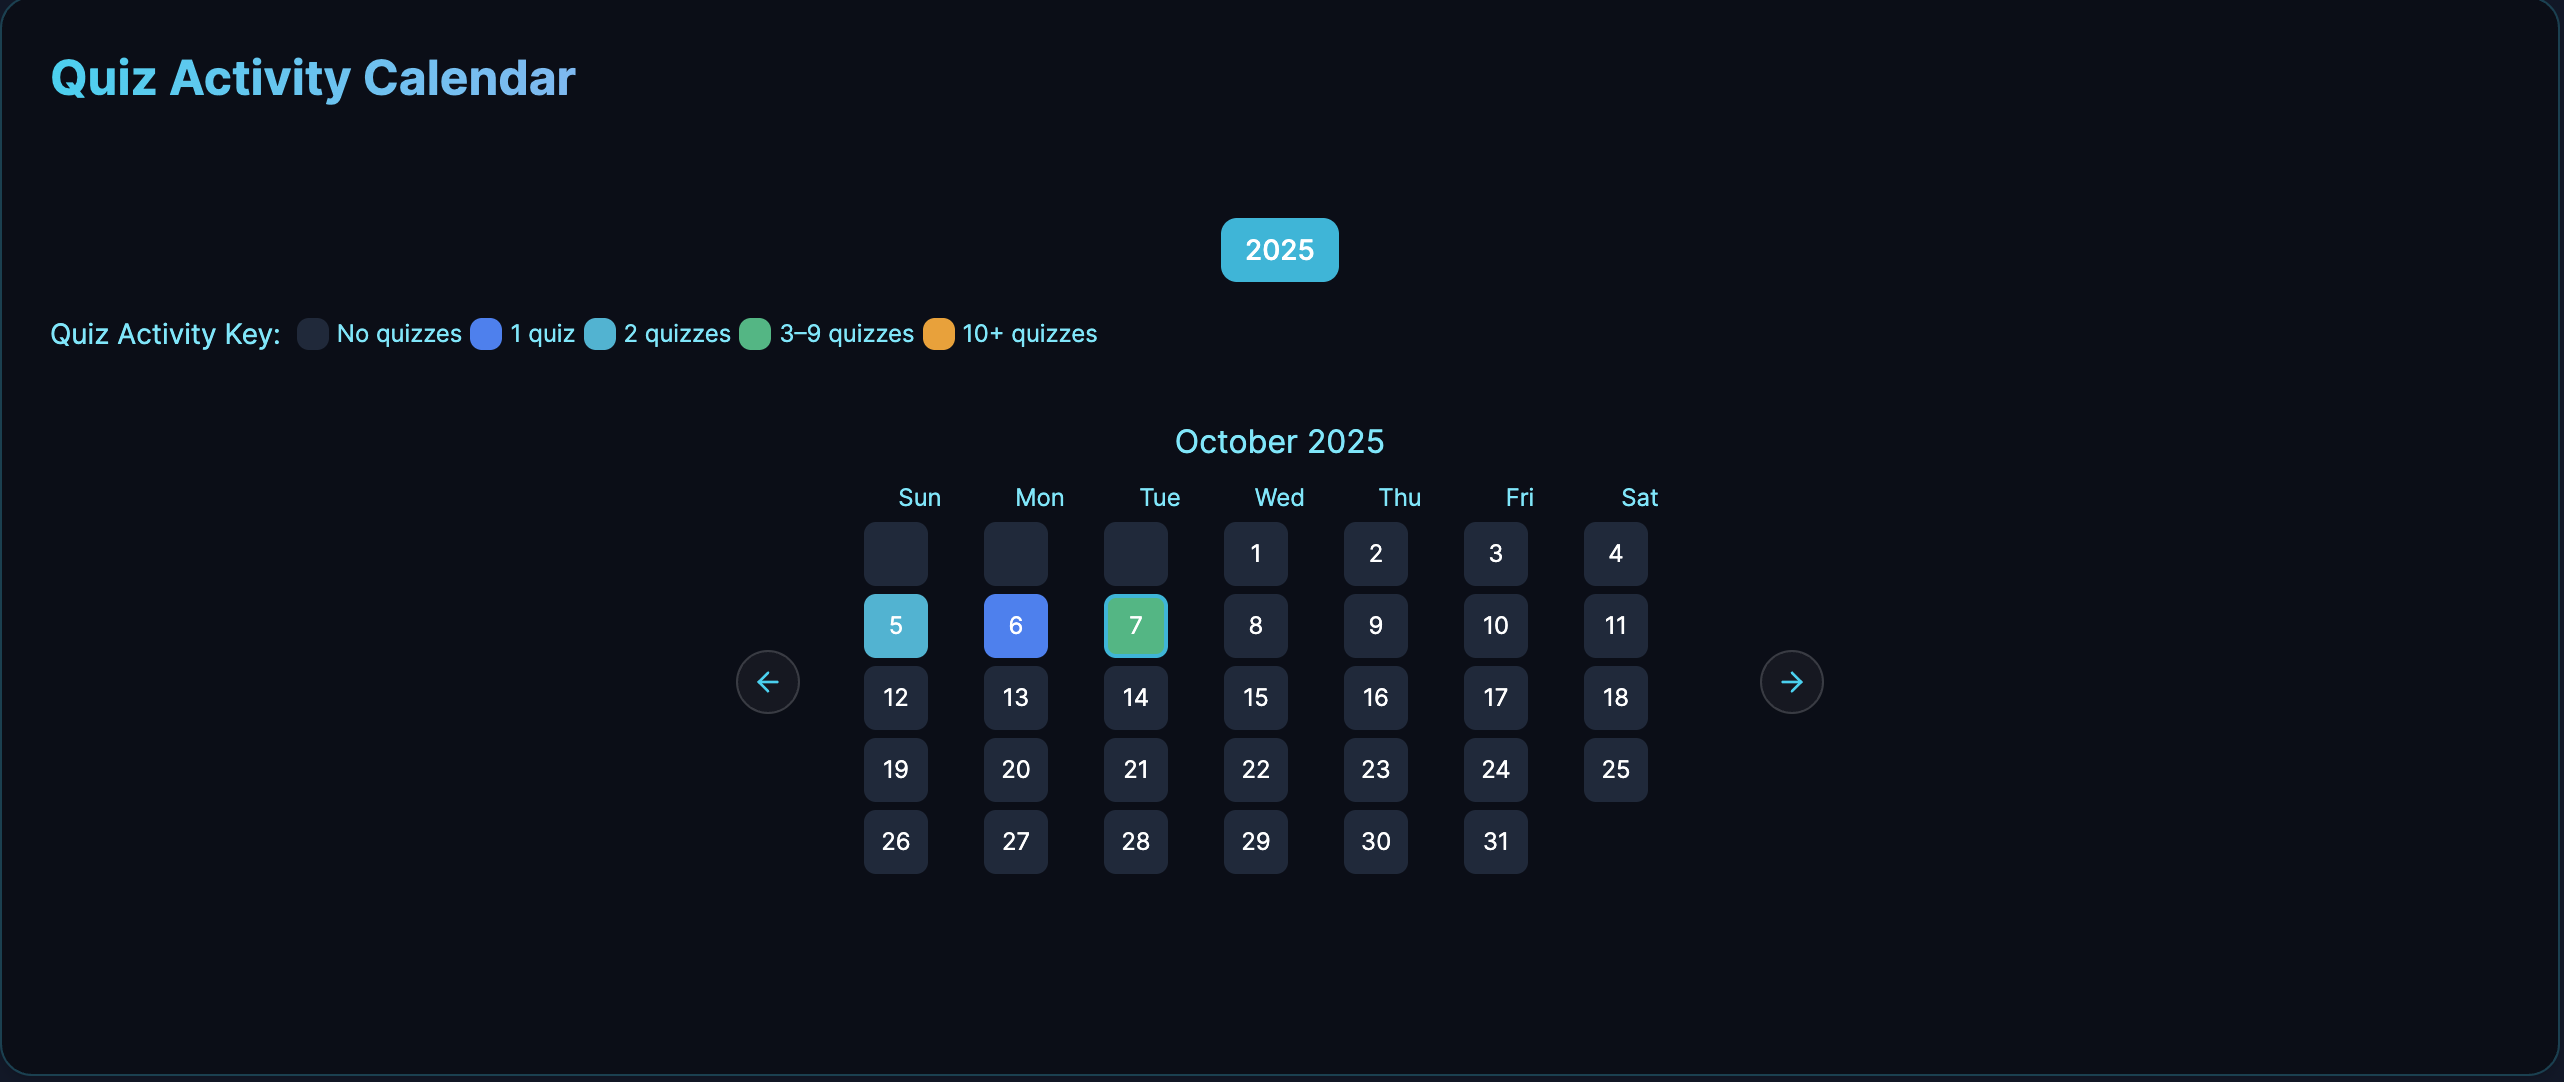 Quiz Activity Calendar
2025
Quiz Activity Key: No quizzes 1 quiz 2 quizzes 3–9 quizzes 10+ quizzes
October 2025
Sun Mon Tue Wed Thu Fri Sat
1 2 3 4
5 6 7 8 9 10 11
12 13 14 15 16 17 18
19 20 21 22 23 24 25
26 27 28 29 30 31